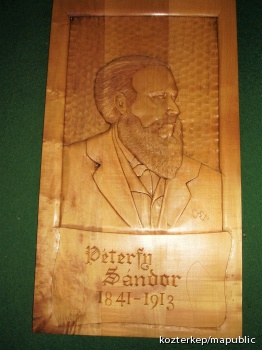 Péterfy
Sándor
1841-1913
kozterkep/mapublic